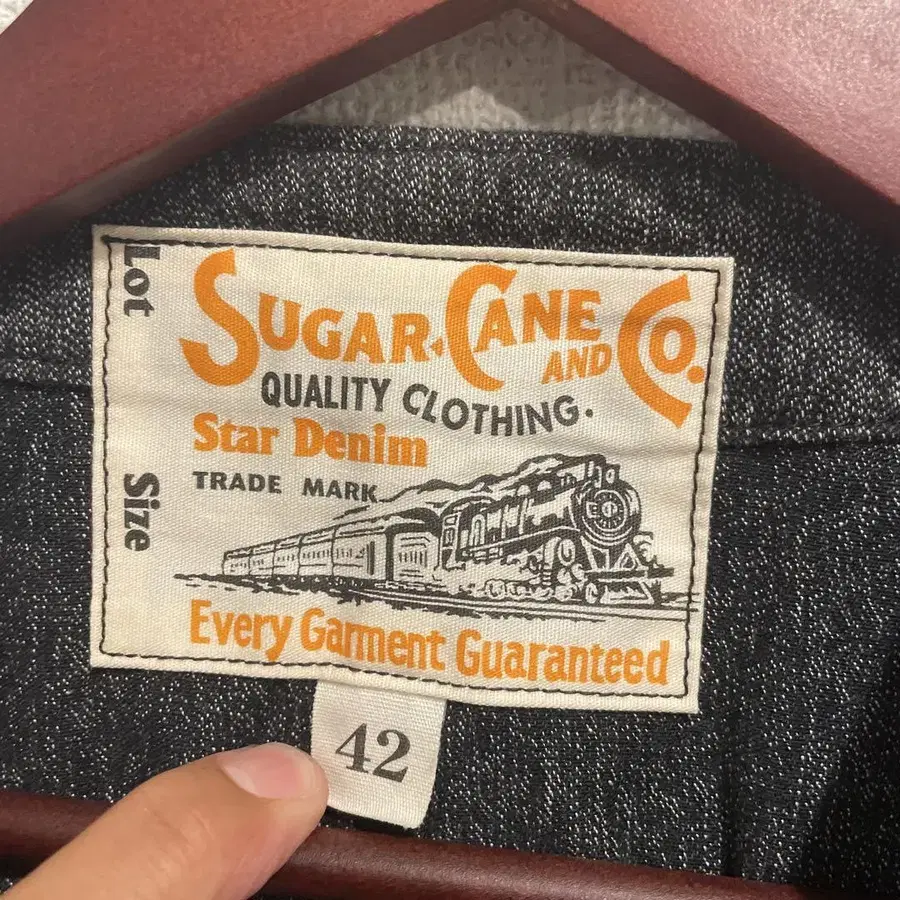 Lot
Size
SUGAR.CANE AND CO.
QUALITY CLOTHING.
Star Denim
TRADE MARK
Every Garment Guaranteed
42